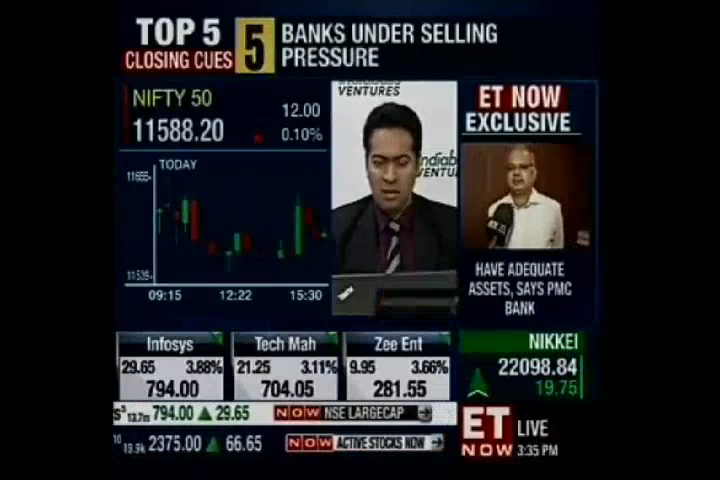 TOP 5
CLOSING CUES
5
BANKS UNDER SELLING
PRESSURE
NIFTY 50
11588.20
12.00
0.10%
TODAY
11655
11539
09:15 12:22 15:30
VENTURES
ndiab
VENTU
ET NOW
EXCLUSIVE
HAVE ADEQUATE
ASSETS, SAYS PMC
BANK
Infosys
29.65 3.88%
794.00
Tech Mah
21.25 3.11%
704.05
Zee Ent
9.95 3.66%
281.55
NIKKEI
22098.84
19.75
794.00 29.65 NOW NSE LARGECAP
2375.00 66.65 NOW ACTIVE STOCKS NOW
ET
NOW
LIVE
3:35 PM